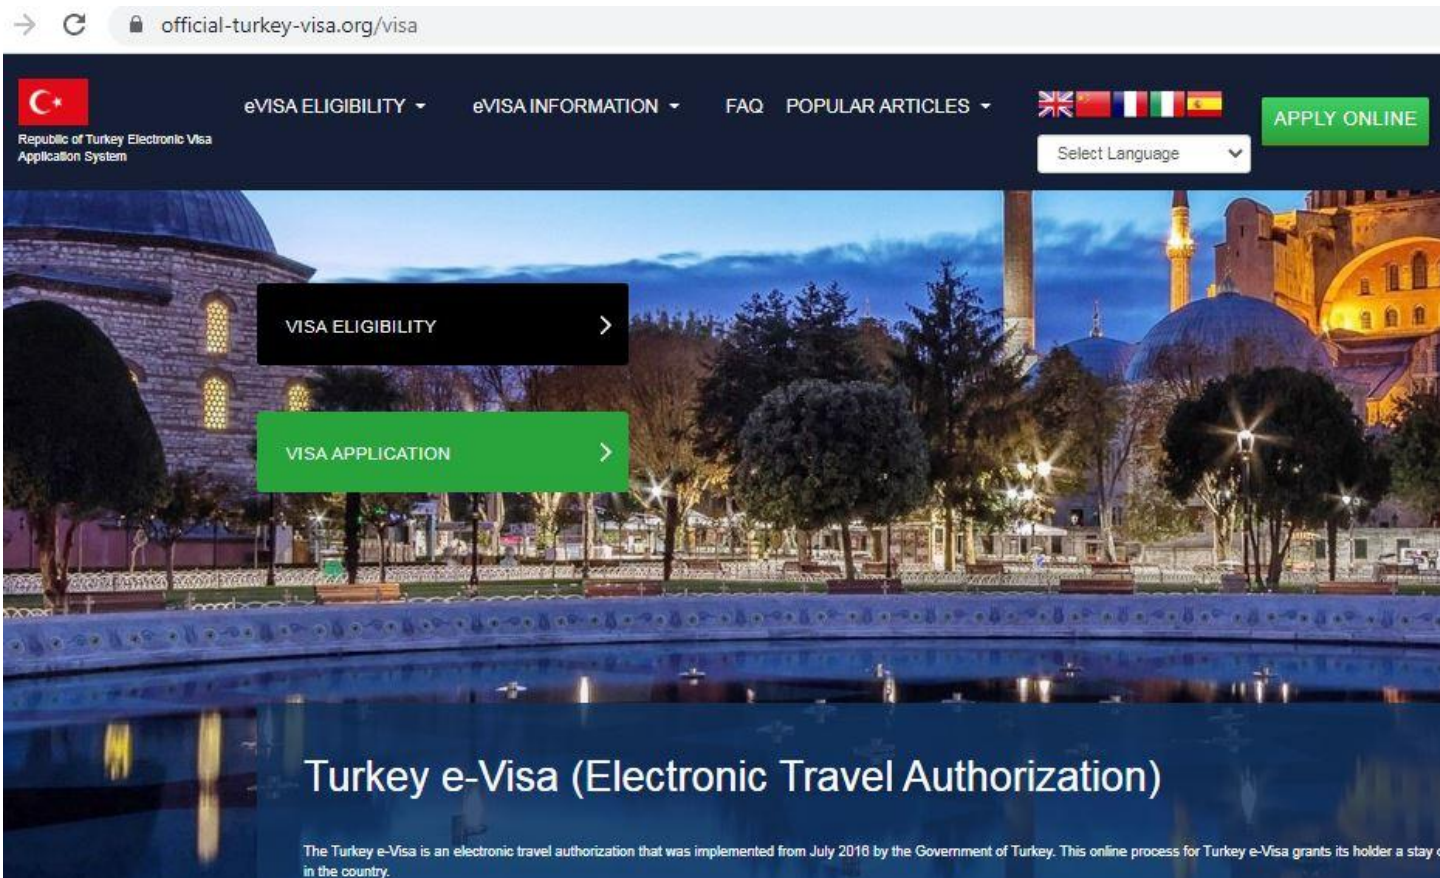 official-turkey-visa.org/visa
Republic of Turkey Electronic Visa
Application System
eVISA ELIGIBILITY
eVISA INFORMATION
FAQ
POPULAR ARTICLES
Select Language
APPLY ONLINE
VISA ELIGIBILITY
VISA APPLICATION
Turkey e-Visa (Electronic Travel Authorization)
The Turkey e-Visa is an electronic travel authorization that was implemented from July 2016 by the Government of Turkey. This online process for Turkey e-Visa grants its holder a stay
in the country.